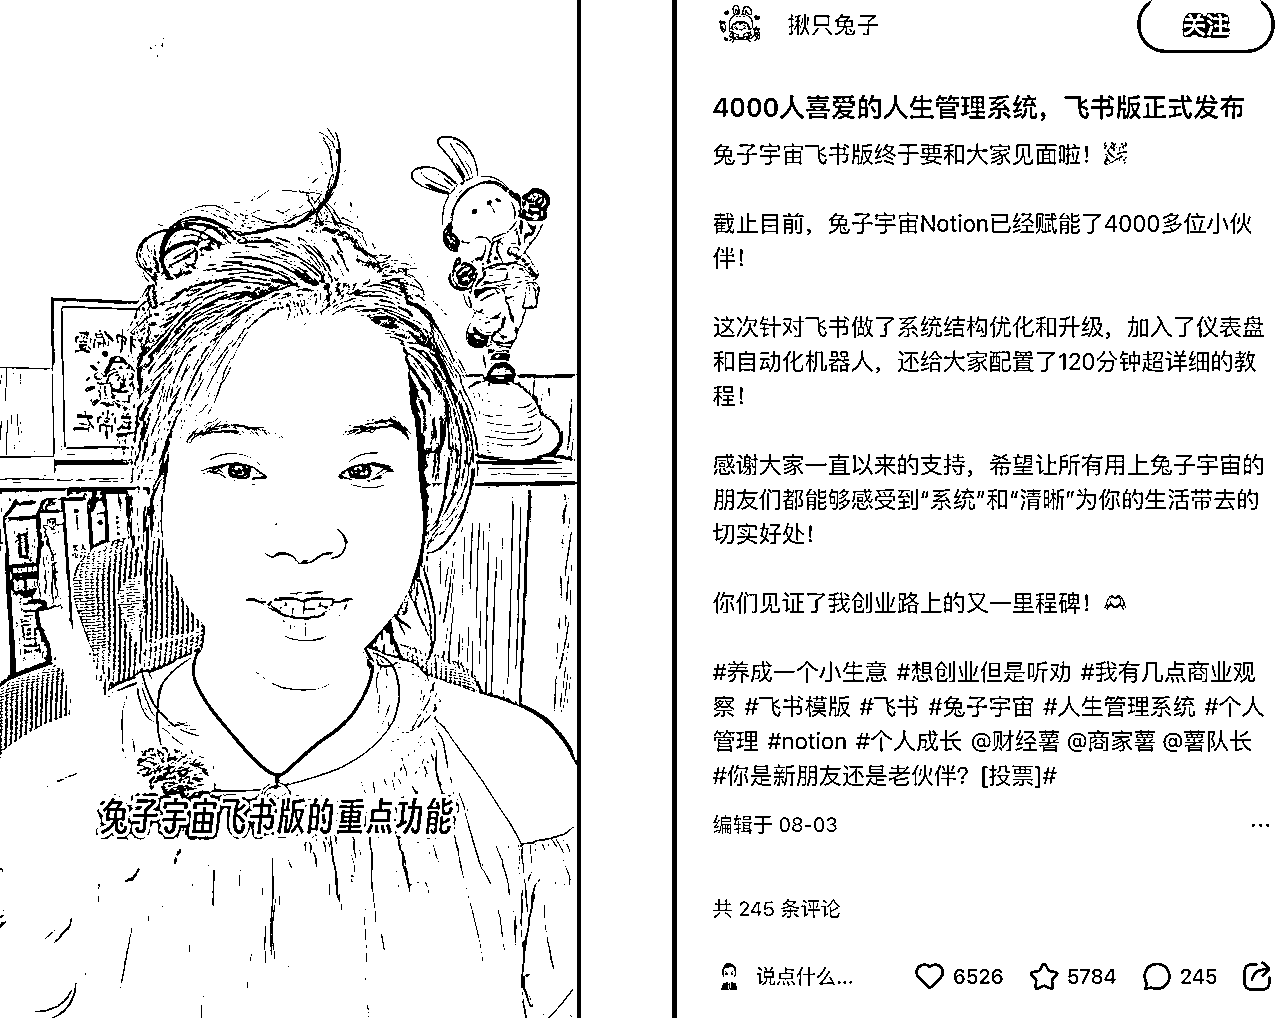 兔子宇宙飞书版的重点功能
揪只兔子
关注
4000人喜爱的人生管理系统，飞书版正式发布
兔子宇宙飞书版终于要和大家见面啦！
截止目前，兔子宇宙Notion已经赋能了4000多位小伙
伴！
这次针对飞书做了系统结构优化和升级，加入了仪表盘
和自动化机器人，还给大家配置了120分钟超详细的教
程！
感谢大家一直以来的支持，希望让所有用上兔子宇宙的
朋友们都能够感受到“系统”和“清晰”为你的生活带去的
切实好处！
你们见证了我创业路上的又一里程碑！
#养成一个小生意 #想创业但是听劝 #我有几点商业观
察 #飞书模版 #飞书 #兔子宇宙 #人生管理系统 #个人
管理 #notion #个人成长 @财经薯 @商家薯 @薯队长
#你是新朋友还是老伙伴？[投票]#
编辑于 08-03
共 245 条评论
说点什么...
6526
5784
245